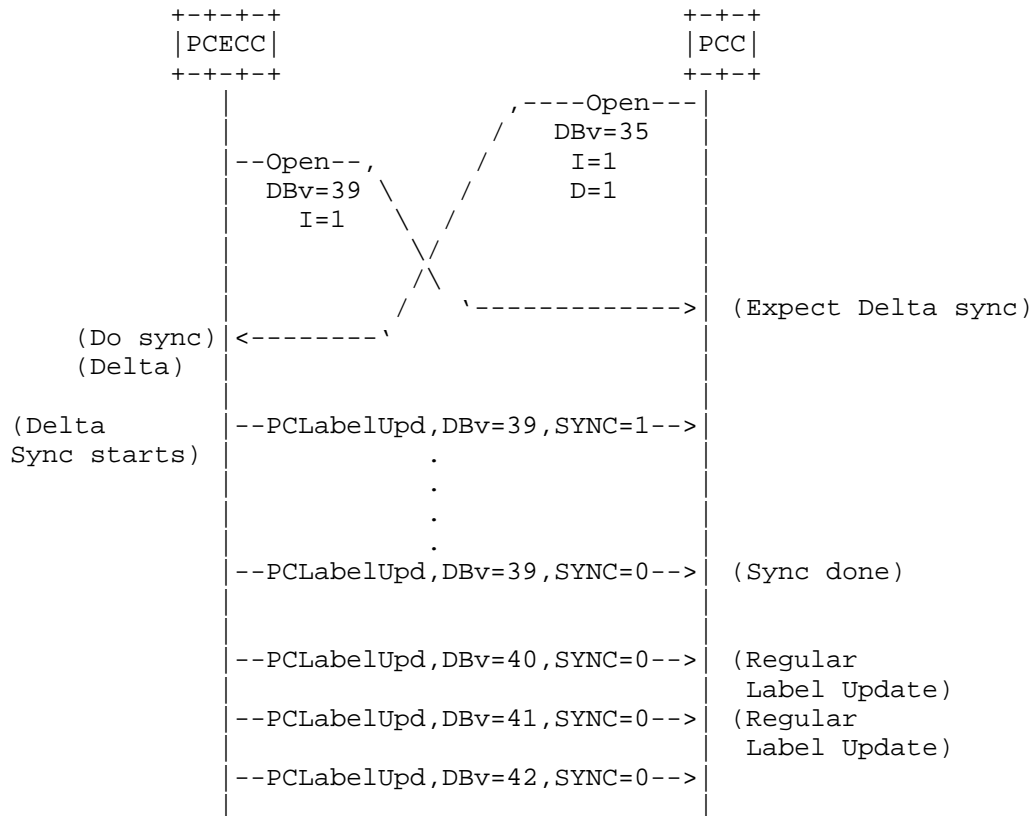 +-+-+-+ +-+-+
|PCECC| |PCC|
+-+-+-+ +-+-+
,----Open---
DBv=35
--Open--, I=1
DBv=39 D=1
I=1
`-------------> (Expect Delta sync)
(Do sync) <--------`
(Delta)
(Delta --PCLabelUpd,DBv=39,SYNC=1-->
Sync starts) .
.
.
.
--PCLabelUpd,DBv=39,SYNC=0--> (Sync done)
--PCLabelUpd,DBv=40,SYNC=0--> (Regular
Label Update)
--PCLabelUpd,DBv=41,SYNC=0--> (Regular
Label Update)
--PCLabelUpd,DBv=42,SYNC=0-->